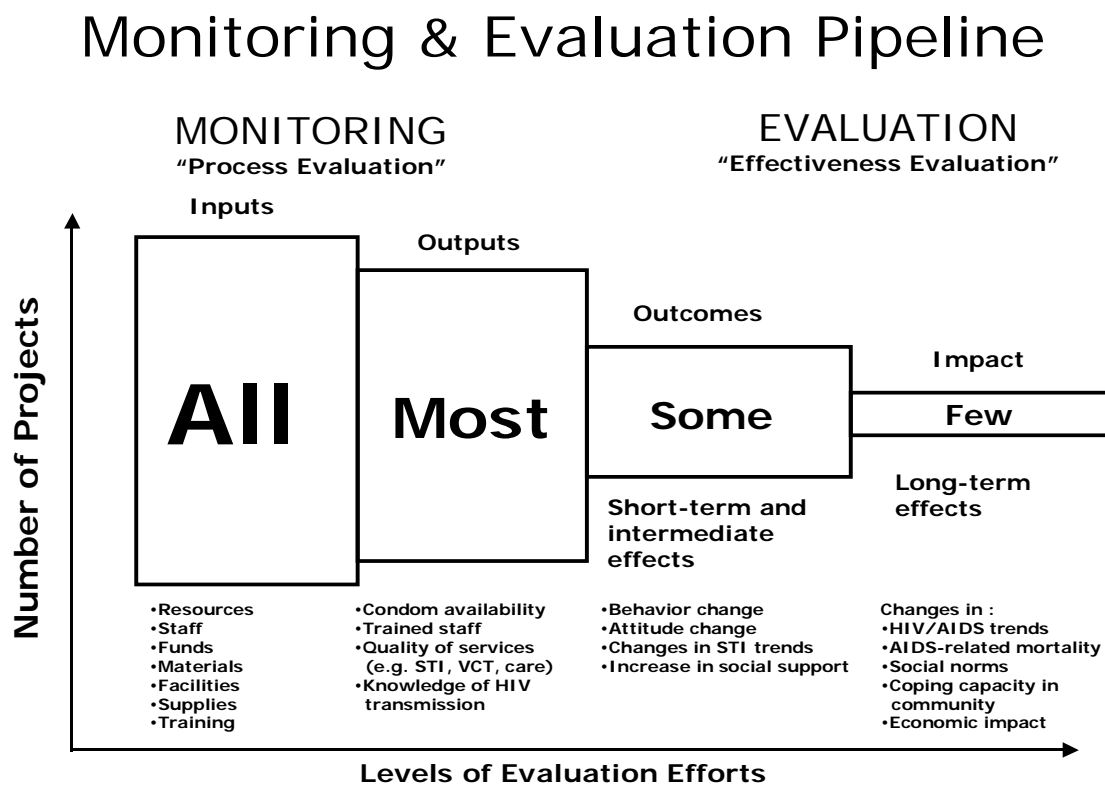 Monitoring & Evaluation Pipeline
MONITORING
“Process Evaluation”
EVALUATION
“Effectiveness Evaluation”
Number of Projects
Inputs
All
•Resources
•Staff
•Funds
•Materials
•Facilities
•Supplies
•Training
Outputs
Most
•Condom availability
•Trained staff
•Quality of services
(e.g. STI, VCT, care)
•Knowledge of HIV
transmission
Outcomes
Some
Short-term and
intermediate
effects
•Behavior change
•Attitude change
•Changes in STI trends
•Increase in social support
Impact
Few
Long-term
effects
Changes in :
•HIV/AIDS trends
•AIDS-related mortality
•Social norms
•Coping capacity in
community
•Economic impact
Levels of Evaluation Efforts